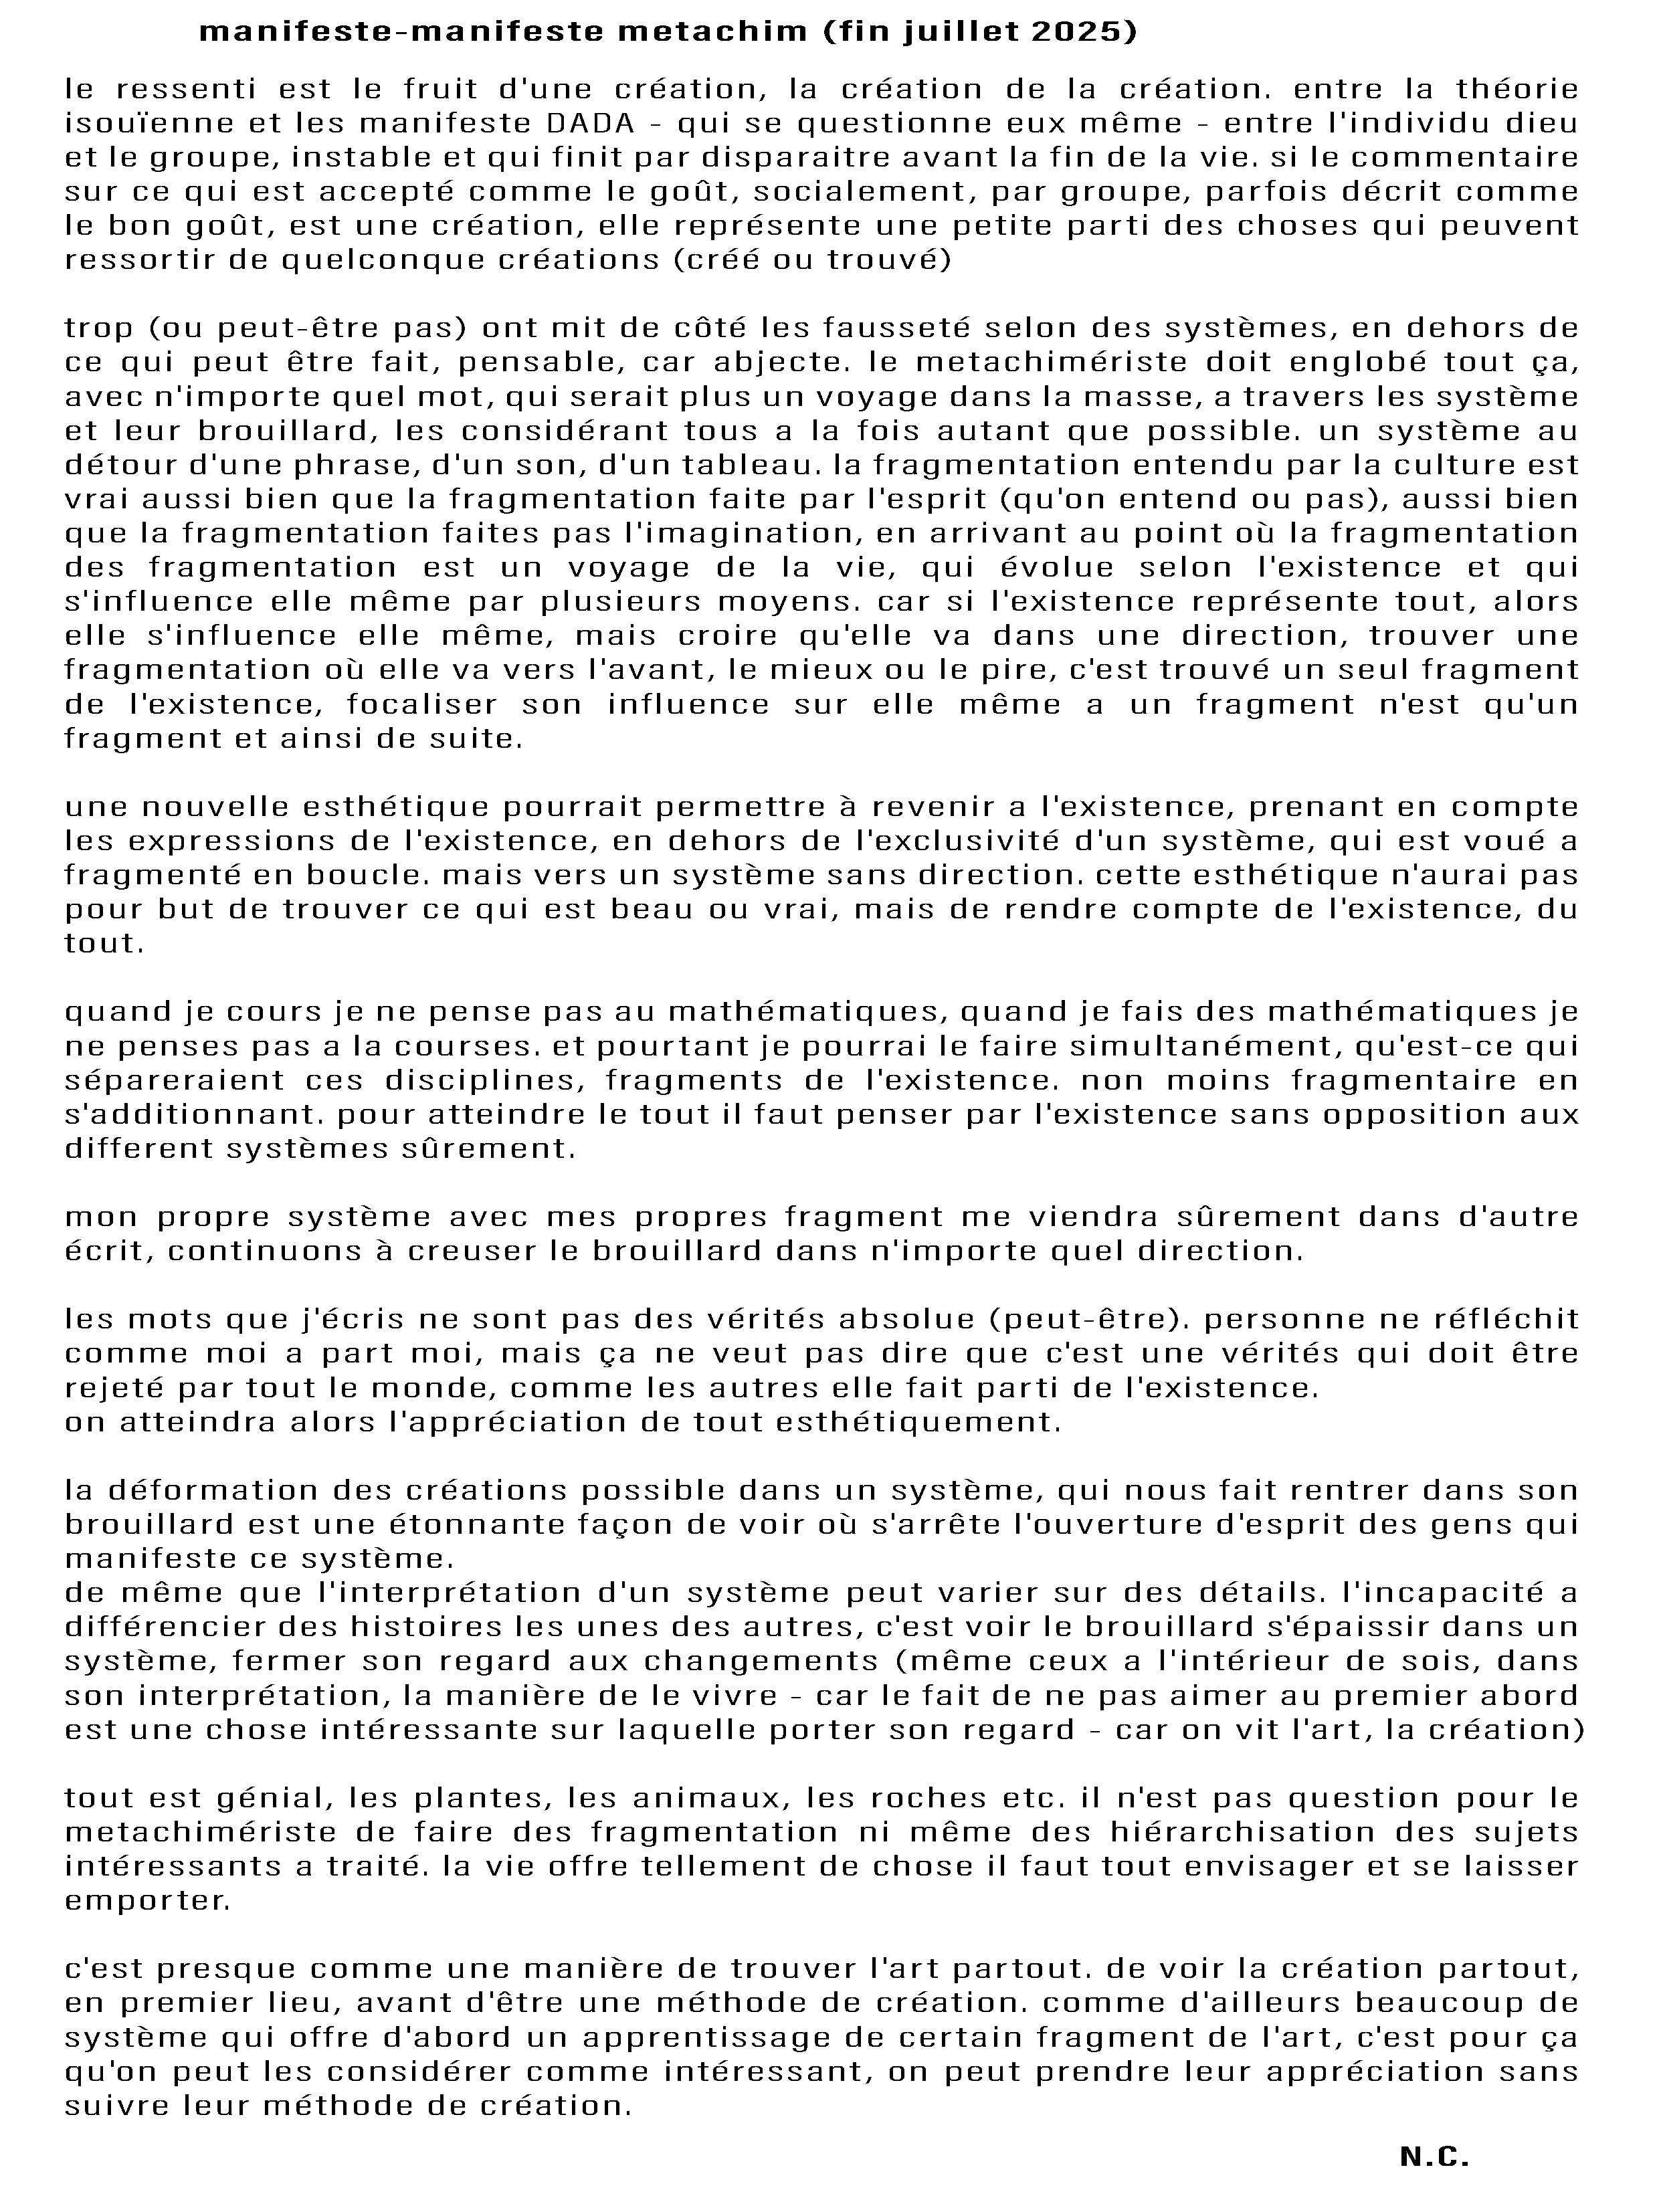 manifeste-manifeste metachim (fin juillet 2025)
le ressenti est le fruit d'une création, la création de la création. entre la théorie
isouïenne et les manifeste DADA - qui se questionne eux même - entre l'individu dieu
et le groupe, instable et qui finit par disparaitre avant la fin de la vie. si le commentaire
sur ce qui est accepté comme le goût, socialement, par groupe, parfois décrit comme
le bon goût, est une création, elle représente une petite parti des choses qui peuvent
ressortir de quelconque créations (créé ou trouvé)
trop (ou peut-être pas) ont mit de côté les fausseté selon des systèmes, en dehors de
ce qui peut être fait, pensable, car abjecte. le metachimériste doit englobé tout ça,
avec n'importe quel mot, qui serait plus un voyage dans la masse, a travers les système
et leur brouillard, les considérant tous a la fois autant que possible. un système au
détour d'une phrase, d'un son, d'un tableau. la fragmentation entendu par la culture est
vrai aussi bien que la fragmentation faite par l'esprit (qu'on entend ou pas), aussi bien
que la fragmentation faites pas l'imagination, en arrivant au point où la fragmentation
des fragmentation est un voyage de la vie, qui évolue selon l'existence et qui
s'influence elle même par plusieurs moyens. car si l'existence représente tout, alors
elle s'influence elle même, mais croire qu'elle va dans une direction, trouver une
fragmentation où elle va vers l'avant, le mieux ou le pire, c'est trouvé un seul fragment
de l'existence, focaliser son influence sur elle même a un fragment n'est qu'un
fragment et ainsi de suite.
une nouvelle esthétique pourrait permettre à revenir a l'existence, prenant en compte
les expressions de l'existence, en dehors de l'exclusivité d'un système, qui est voué a
fragmenté en boucle. mais vers un système sans direction. cette esthétique n'aurai pas
pour but de trouver ce qui est beau ou vrai, mais de rendre compte de l'existence, du
tout.
quand je cours je ne pense pas au mathématiques, quand je fais des mathématiques je
ne penses pas a la courses. et pourtant je pourrai le faire simultanément, qu'est-ce qui
sépareraient ces disciplines, fragments de l'existence. non moins fragmentaire en
s'additionnant. pour atteindre le tout il faut penser par l'existence sans opposition aux
different systèmes sûrement.
mon propre système avec mes propres fragment me viendra sûrement dans d'autre
écrit, continuons à creuser le brouillard dans n'importe quel direction.
les mots que j'écris ne sont pas des vérités absolue (peut-être). personne ne réfléchit
comme moi a part moi, mais ça ne veut pas dire que c'est une vérités qui doit être
rejeté par tout le monde, comme les autres elle fait parti de l'existence.
on atteindra alors l'appréciation de tout esthétiquement.
la déformation des créations possible dans un système, qui nous fait rentrer dans son
brouillard est une étonnante façon de voir où s'arrête l'ouverture d'esprit des gens qui
manifeste ce système.
de même que l'interprétation d'un système peut varier sur des détails. l'incapacité a
différencier des histoires les unes des autres, c'est voir le brouillard s'épaissir dans un
système, fermer son regard aux changements (même ceux a l'intérieur de sois, dans
son interprétation, la manière de le vivre - car le fait de ne pas aimer au premier abord
est une chose intéressante sur laquelle porter son regard - car on vit l'art, la création)
tout est génial, les plantes, les animaux, les roches etc. il n'est pas question pour le
metachimériste de faire des fragmentation ni même des hiérarchisation des sujets
intéressants a traité. la vie offre tellement de chose il faut tout envisager et se laisser
emporter.
c'est presque comme une manière de trouver l'art partout. de voir la création partout,
en premier lieu, avant d'être une méthode de création. comme d'ailleurs beaucoup de
système qui offre d'abord un apprentissage de certain fragment de l'art, c'est pour ça
qu'on peut les considérer comme intéressant, on peut prendre leur appréciation sans
suivre leur méthode de création.
N.C.